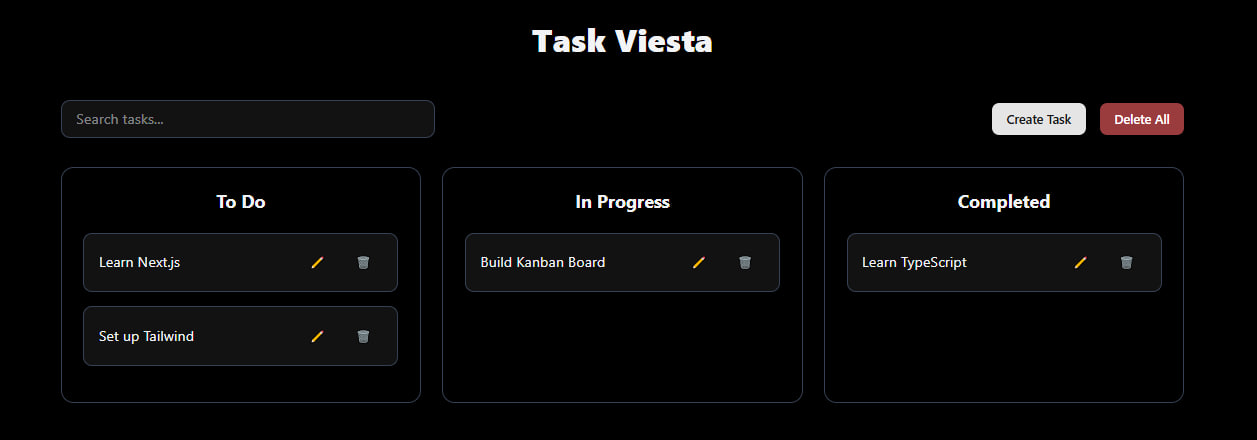 Task Viesta
Search tasks...
Create Task
Delete All
To Do
Learn Next.js
Set up Tailwind
In Progress
Build Kanban Board
Completed
Learn TypeScript